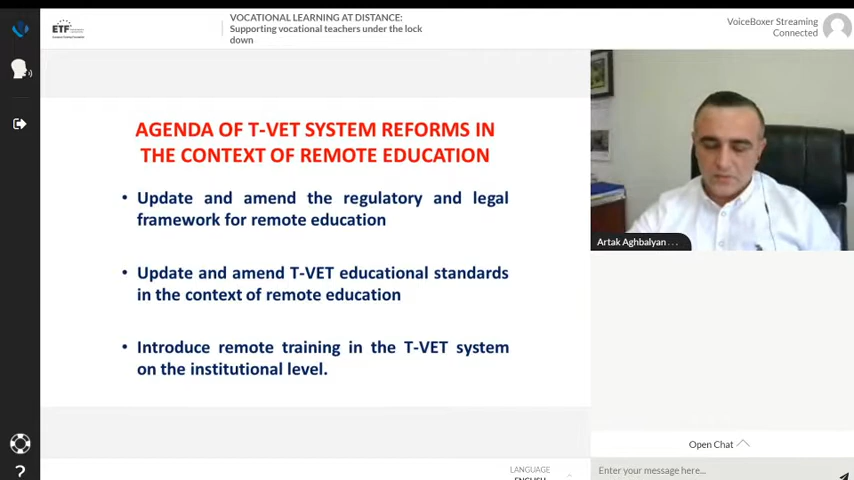 ETF
VOCATIONAL LEARNING AT DISTANCE:
Supporting vocational teachers under the lock
down
VoiceBoxer Streaming
Connected
AGENDA OF T-VET SYSTEM REFORMS IN
THE CONTEXT OF REMOTE EDUCATION
• Update and amend the regulatory and legal
framework for remote education
• Update and amend T-VET educational standards
in the context of remote education
• Introduce remote training in the T-VET system
on the institutional level.
Artak Aghbalyan ...
Open Chat
Enter your message here...
LANGUAGE
ENGLISH
?